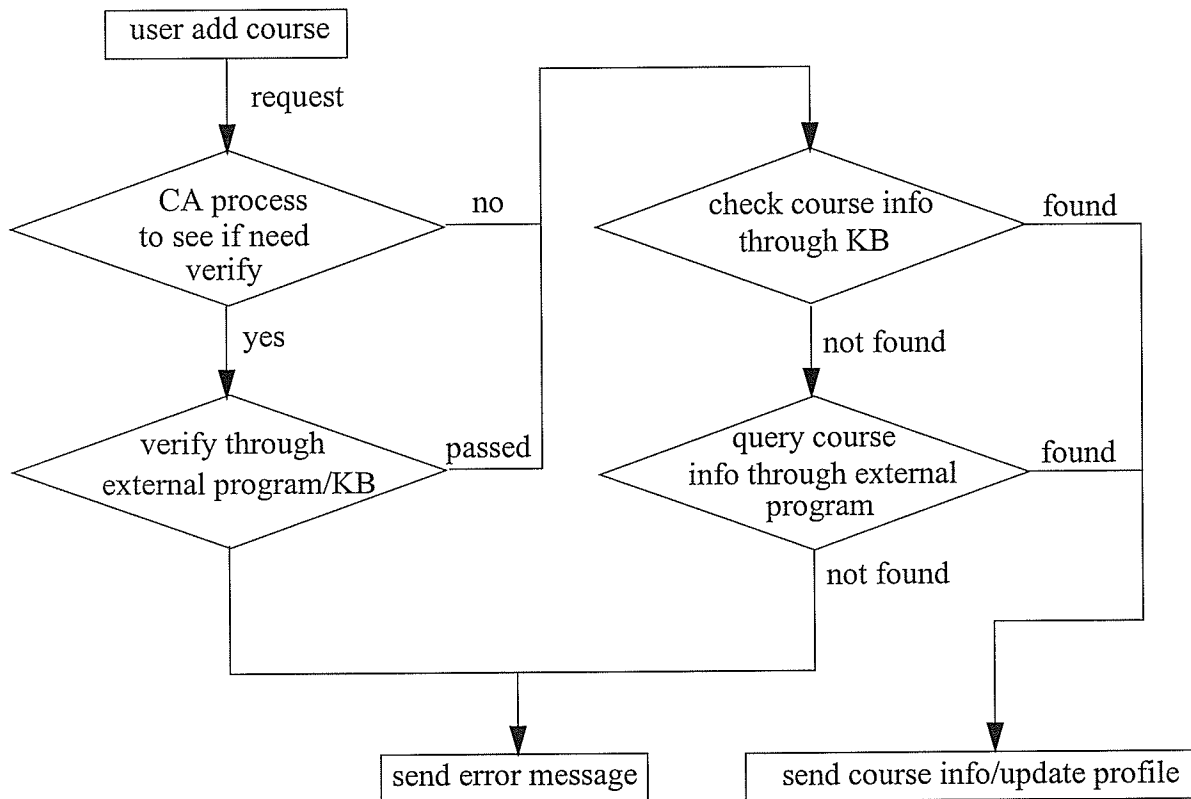 user add course
request
CA process
to see if need
verify
no
yes
verify through
external program/KB
passed
check course info
through KB
found
not found
query course
info through external
program
found
not found
send error message
send course info/update profile